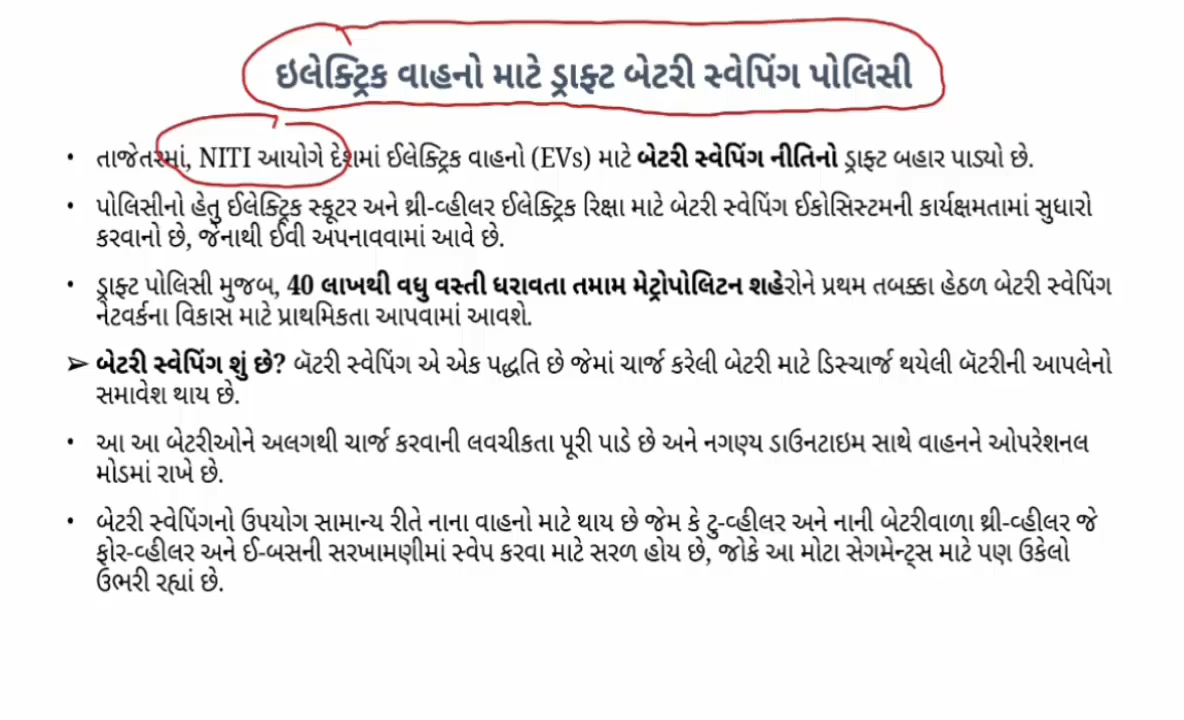 ઇલેક્ટ્રિક વાહનો માટે ડ્રાફ્ટ બેટરી સ્વેપિંગ પોલિસી
• તાજેતરમાં, NITI આયોગે દેશમાં ઈલેક્ટ્રિક વાહનો (EVs) માટે બેટરી સ્વેપિંગ નીતિનો ડ્રાફ્ટ બહાર પાડ્યો છે.
• પોલિસીનો હેતુ ઈલેક્ટ્રિક સ્કૂટર અને થ્રી-વ્હીલર ઈલેક્ટ્રિક રિક્ષા માટે બેટરી સ્વેપિંગ ઈકોસિસ્ટમની કાર્યક્ષમતામાં સુધારો
કરવાનો છે, જેનાથી ઈવી અપનાવવામાં આવે છે.
• ડ્રાફ્ટ પોલિસી મુજબ, 40 લાખથી વધુ વસ્તી ધરાવતા તમામ મેટ્રોપોલિટન શહેરોને પ્રથમ તબક્કા હેઠળ બેટરી સ્વેપિંગ
નેટવર્કના વિકાસ માટે પ્રાથમિકતા આપવામાં આવશે.
➢ બેટરી સ્વેપિંગ શું છે? બૅટરી સ્વેપિંગ એ એક પદ્ધતિ છે જેમાં ચાર્જ કરેલી બેટરી માટે ડિસ્ચાર્જ થયેલી બૅટરીની આપલેનો
સમાવેશ થાય છે.
• આ આ બેટરીઓને અલગથી ચાર્જ કરવાની લવચીકતા પૂરી પાડે છે અને નગણ્ય ડાઉનટાઇમ સાથે વાહનને ઓપરેશનલ
મોડમાં રાખે છે.
• બેટરી સ્વેપિંગનો ઉપયોગ સામાન્ય રીતે નાના વાહનો માટે થાય છે જેમ કે ટુ-વ્હીલર અને નાની બેટરીવાળા થ્રી-વ્હીલર જે
ફોર-વ્હીલર અને ઈ-બસની સરખામણીમાં સ્વેપ કરવા માટે સરળ હોય છે, જોકે આ મોટા સેગમેન્ટ્સ માટે પણ ઉકેલો
ઉભરી રહ્યાં છે.